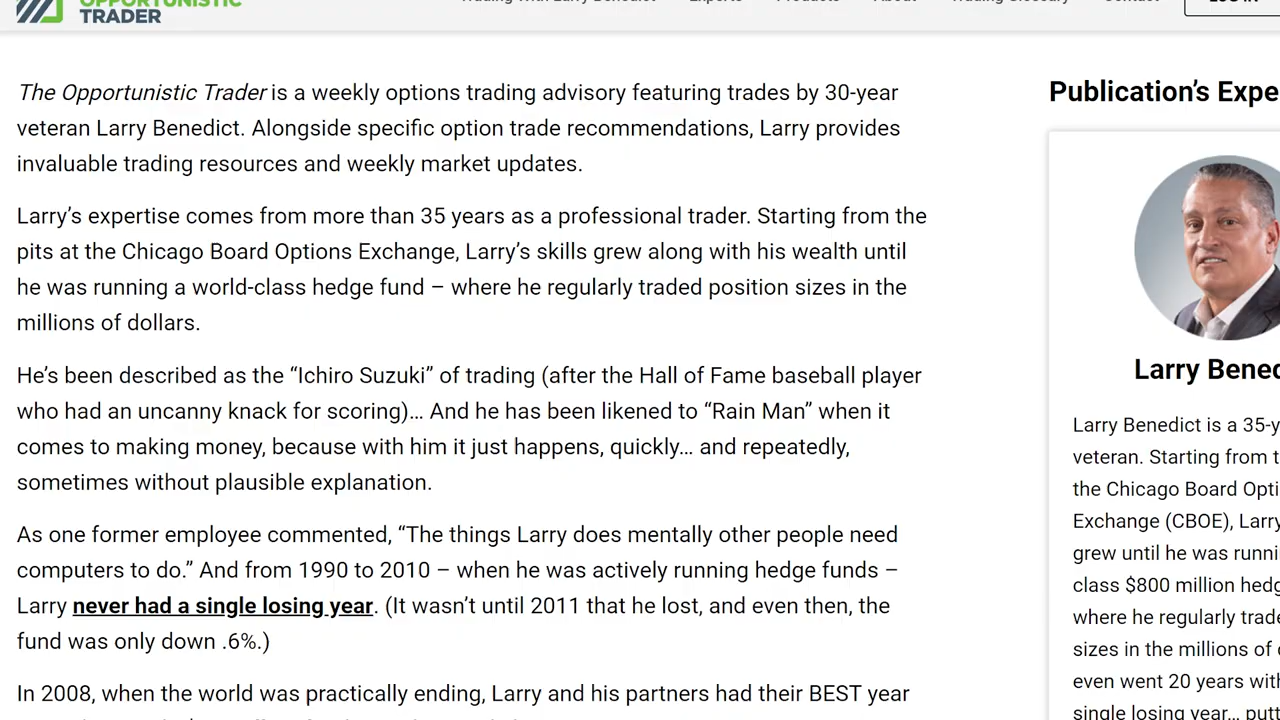 OPPORTUNISTIC
TRADER
The Opportunistic Trader is a weekly options trading advisory featuring trades by 30-year
veteran Larry Benedict. Alongside specific option trade recommendations, Larry provides
invaluable trading resources and weekly market updates.
Larry’s expertise comes from more than 35 years as a professional trader. Starting from the
pits at the Chicago Board Options Exchange, Larry’s skills grew along with his wealth until
he was running a world-class hedge fund – where he regularly traded position sizes in the
millions of dollars.
He’s been described as the “Ichiro Suzuki” of trading (after the Hall of Fame baseball player
who had an uncanny knack for scoring)… And he has been likened to “Rain Man” when it
comes to making money, because with him it just happens, quickly… and repeatedly,
sometimes without plausible explanation.
As one former employee commented, “The things Larry does mentally other people need
computers to do.” And from 1990 to 2010 – when he was actively running hedge funds –
Larry never had a single losing year. (It wasn’t until 2011 that he lost, and even then, the
fund was only down .6%.)
In 2008, when the world was practically ending, Larry and his partners had their BEST year
Publication’s Expe
Larry Bened
Larry Benedict is a 35-y
veteran. Starting from t
the Chicago Board Opti
Exchange (CBOE), Larry
grew until he was runni
class $800 million hedg
where he regularly trade
sizes in the millions of
even went 20 years with
single losing year… putt